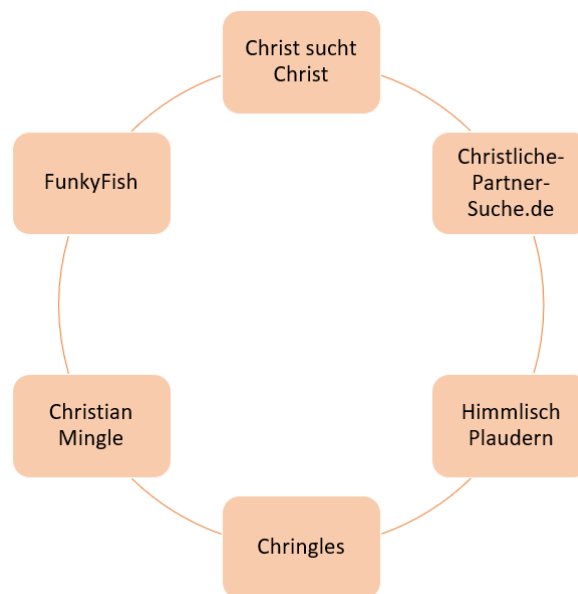 Christ sucht
Christ
Christliche-
Partner-
Suche.de
Himmlisch
Plaudern
Chringles
Christian
Mingle
FunkyFish